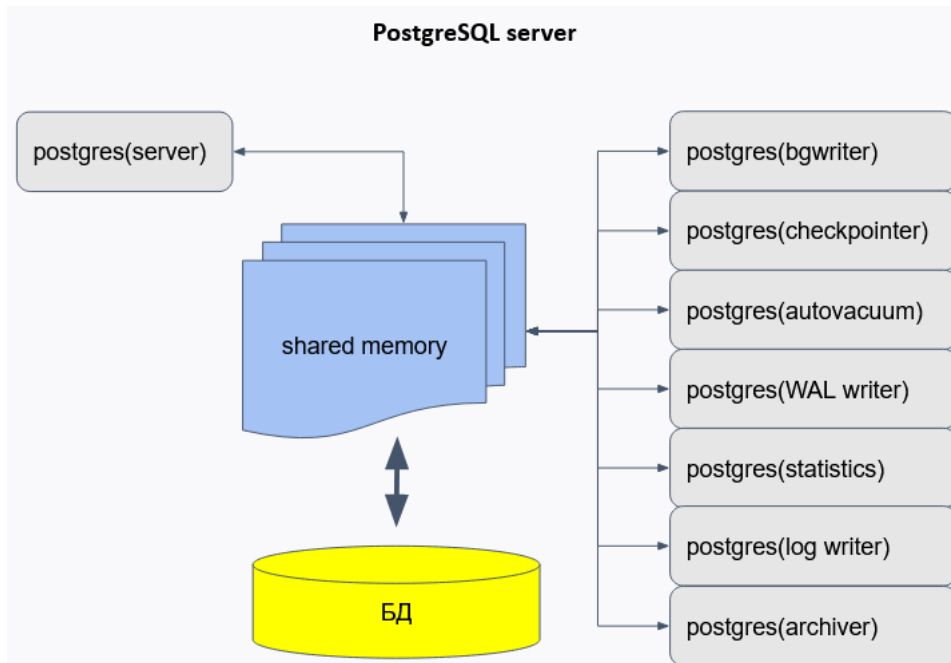 PostgreSQL server
postgres(server)
shared memory
БД
postgres(bgwriter)
postgres(checkpointer)
postgres(autovacuum)
postgres(WAL writer)
postgres(statistics)
postgres(log writer)
postgres(archiver)